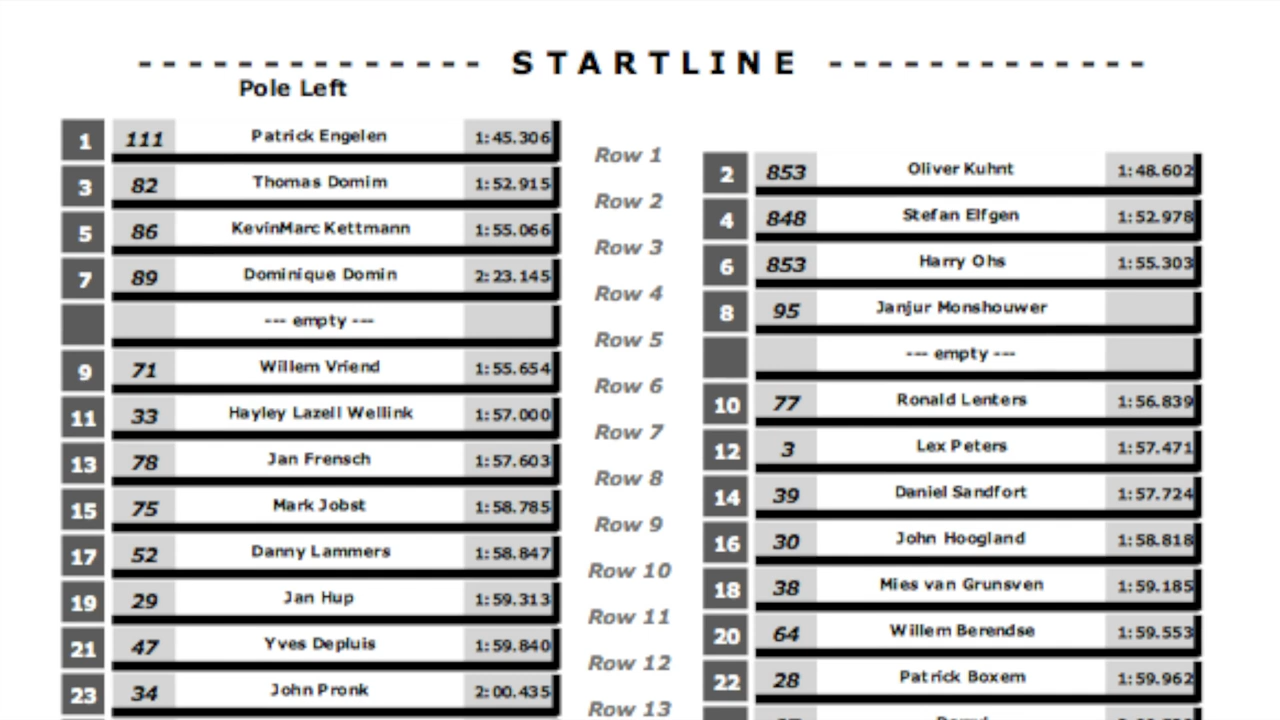 - - - - - - - - - - - - - - STARTLINE - - - - - - - - - - - - -
Pole Left
1 111 Patrick Engelen 1:45.306
Row 1
2 853 Oliver Kuhnt 1:48.602
3 82 Thomas Domim 1:52.915
Row 2
4 848 Stefan Elfgen 1:52.978
5 86 KevinMarc Kettmann 1:55.066
Row 3
6 853 Harry Ohs 1:55.303
7 89 Dominique Domin 2:23.145
Row 4
8 95 Janjur Monshouwer
--- empty ---
Row 5
--- empty ---
9 71 Willem Vriend 1:55.654
Row 6
10 77 Ronald Lenters 1:56.839
11 33 Hayley Lazell Wellink 1:57.000
Row 7
12 3 Lex Peters 1:57.471
13 78 Jan Frensch 1:57.603
Row 8
14 39 Daniel Sandfort 1:57.724
15 75 Mark Jobst 1:58.785
Row 9
16 30 John Hoogland 1:58.818
17 52 Danny Lammers 1:58.847
Row 10
18 38 Mies van Grunsven 1:59.185
19 29 Jan Hup 1:59.313
Row 11
20 64 Willem Berendse 1:59.553
21 47 Yves Depluis 1:59.840
Row 12
22 28 Patrick Boxem 1:59.962
23 34 John Pronk 2:00.435
Row 13